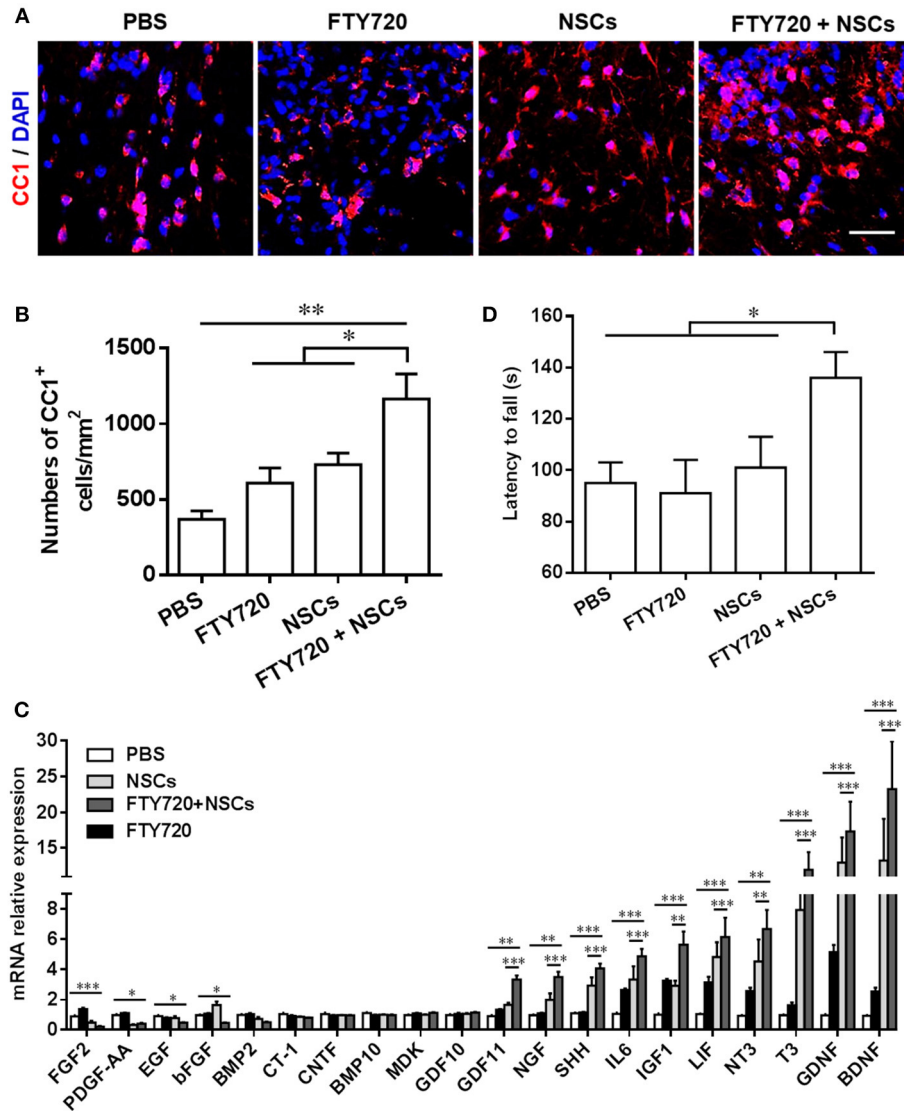 A
PBS FTY720 NSCs FTY720 + NSCs
CC1 / DAPI
B
**
*
Numbers of CC1+ cells/mm2
1500
1000
500
0
PBS
FTY720
NSCs
FTY720 + NSCs
D
*
Latency to fall (s)
160
140
120
100
80
60
PBS
FTY720
NSCs
FTY720 + NSCs
C
mRNA relative expression
30
25
20
15
8
6
4
2
0
PBS
NSCs
FTY720+NSCs
FTY720
*** * * * ** *** ** *** *** *** *** *** *** ** *** *** ** ** *** *** *** *** *** ***
FGF2
PDGF-AA
EGF
bFGF
BMP2
CT-1
CNTF
BMP10
MDK
GDF10
GDF11
NGF
SHH
IL6
IGF1
LIF
NT3
T3
GDNF
BDNF